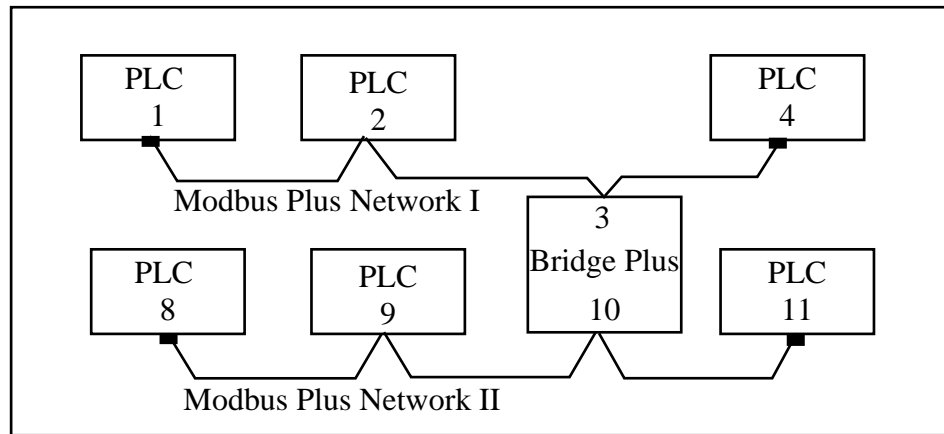 PLC
1
PLC
2
PLC
4
Modbus Plus Network I
3
Bridge Plus
10
PLC
8
PLC
9
PLC
11
Modbus Plus Network II